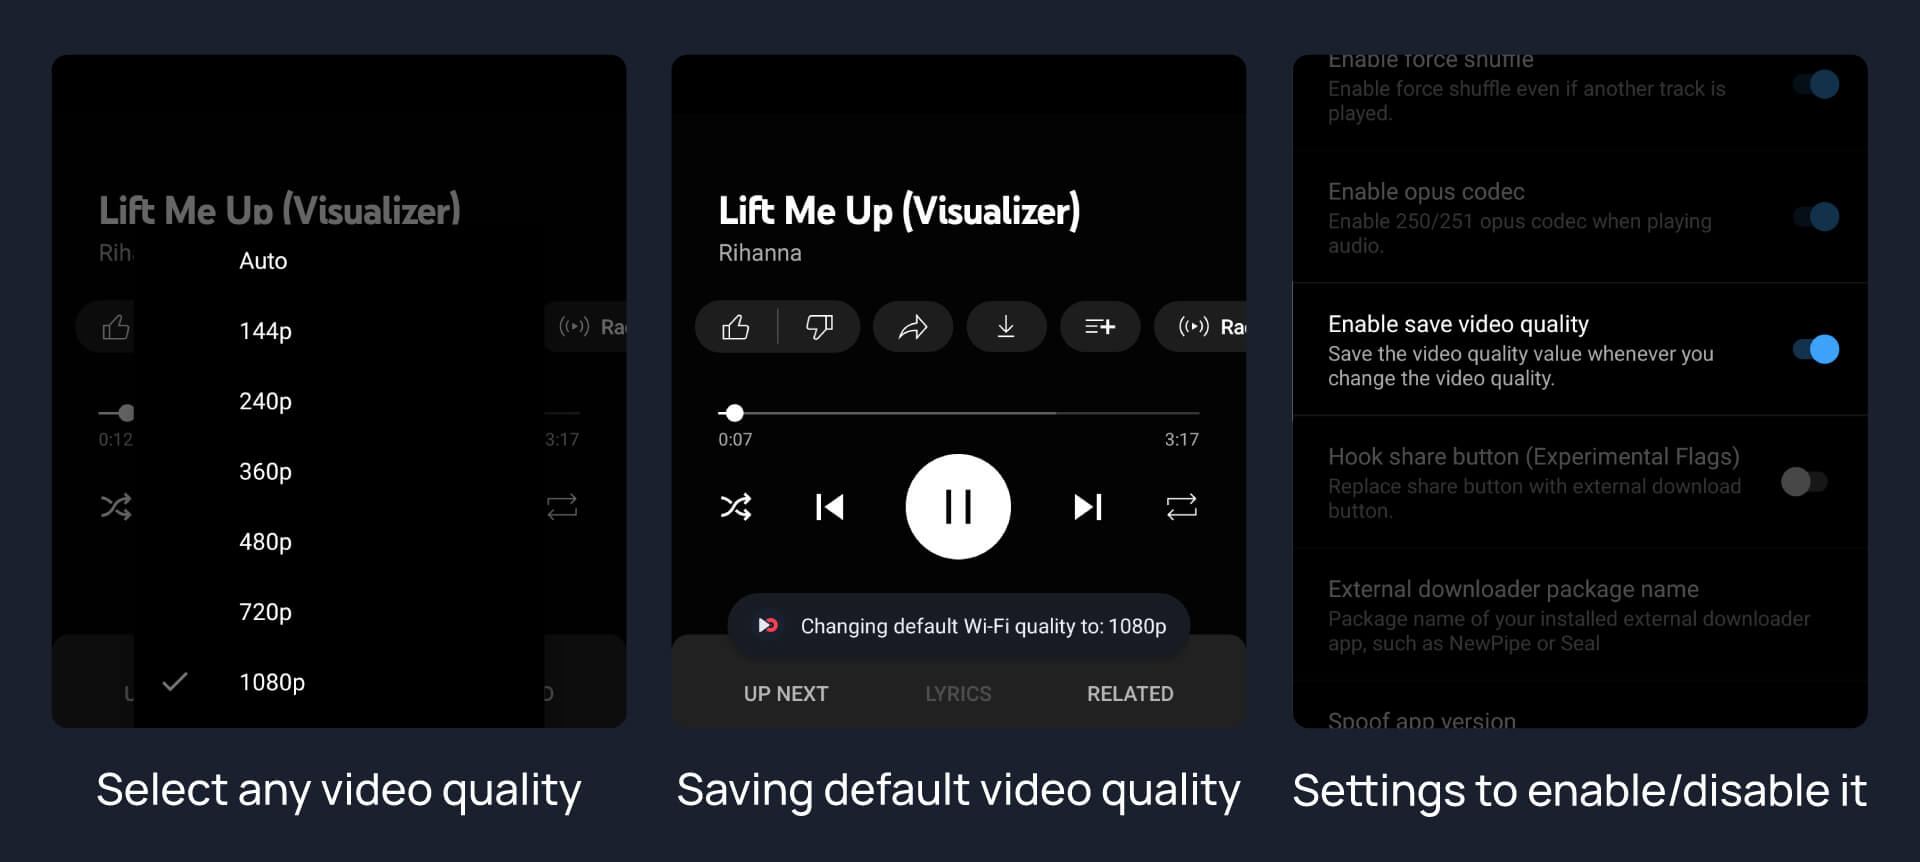 Lift Me Up (Visualizer)
Rih
Auto
144p
Ra
240p
0:12
3:17
360p
480p
720p
1080p
Select any video quality
Lift Me Up (Visualizer)
Rihanna
Ra
0:07
3:17
Changing default Wi-Fi quality to: 1080p
UP NEXT
LYRICS
RELATED
Saving default video quality
Enable force shuffle
Enable force shuffle even if another track is
played.
Enable opus codec
Enable 250/251 opus codec when playing
audio.
Enable save video quality
Save the video quality value whenever you
change the video quality.
Hook share button (Experimental Flags)
Replace share button with external download
button.
External downloader package name
Package name of your installed external downloader
app, such as NewPipe or Seal
Spoof app version
Settings to enable/disable it